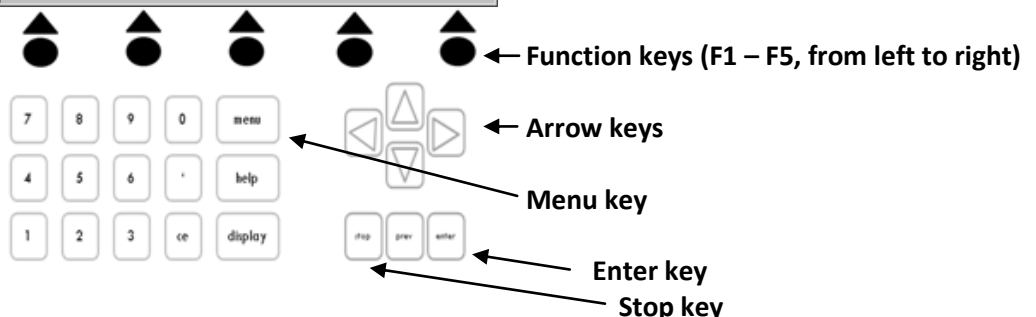 Function keys (F1 – F5, from left to right)
7 8 9 0 menu
Arrow keys
4 5 6 help
Menu key
1 2 3 ce display
stop prev enter
Enter key
Stop key